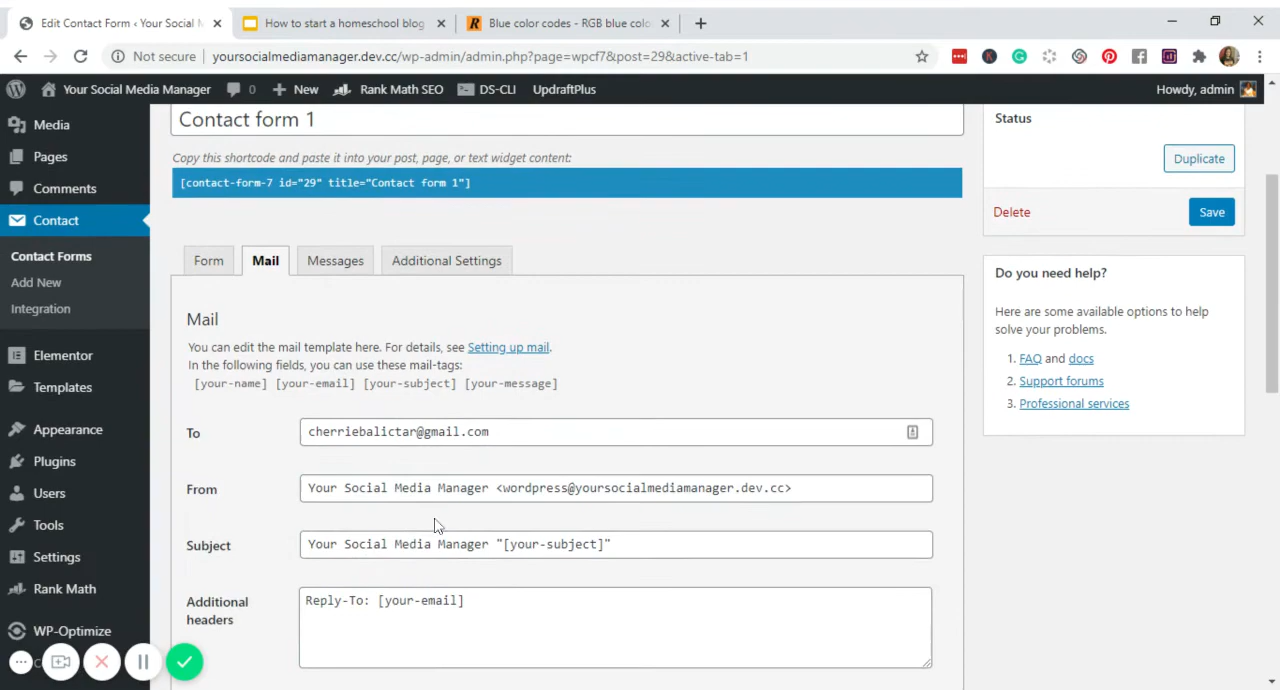 Edit Contact Form ‹ Your Social M
How to start a homeschool blog
Blue color codes - RGB blue colo
Not secure
yoursocialmediamanager.dev.cc/wp-admin/admin.php?page=wpcf7&post=29&active-tab=1
Your Social Media Manager
0
New
Rank Math SEO
DS-CLI
UpdraftPlus
Howdy, admin
Media
Pages
Comments
Contact
Contact Forms
Add New
Integration
Elementor
Templates
Appearance
Plugins
Users
Tools
Settings
Rank Math
WP-Optimize
Contact form 1
Copy this shortcode and paste it into your post, page, or text widget content:
[contact-form-7 id="29" title="Contact form 1"]
Form
Mail
Messages
Additional Settings
Mail
You can edit the mail template here. For details, see Setting up mail.
In the following fields, you can use these mail-tags:
[your-name] [your-email] [your-subject] [your-message]
To
cherriebalictar@gmail.com
From
Your Social Media Manager <wordpress@yoursocialmediamanager.dev.cc>
Subject
Your Social Media Manager "[your-subject]"
Additional
headers
Reply-To: [your-email]
Status
Duplicate
Delete
Save
Do you need help?
Here are some available options to help
solve your problems.
1. FAQ and docs
2. Support forums
3. Professional services